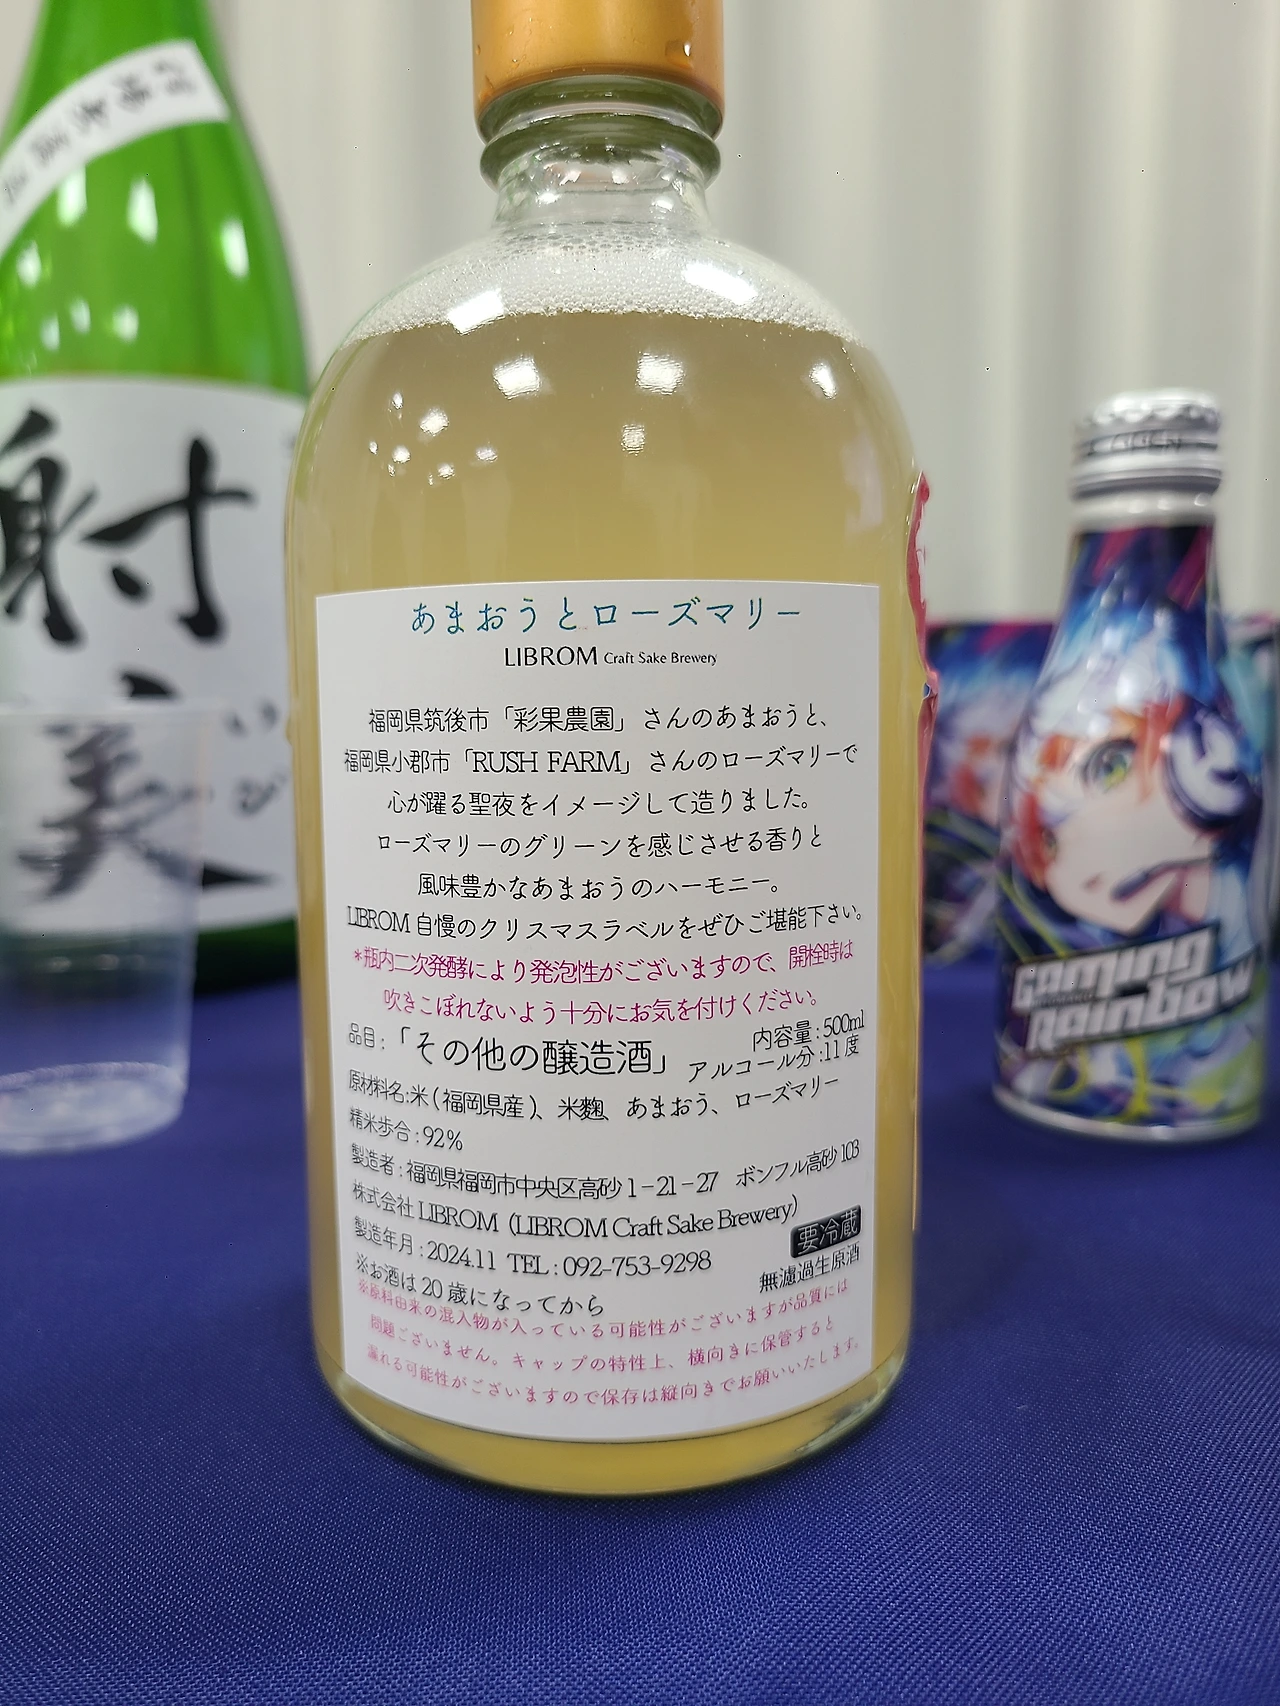 射美
あまおうとローズマリー
LIBROM Craft Sake Brewery
福岡県筑後市「彩果農園」さんのあまおうと、
福岡県小郡市「RUSH FARM」さんのローズマリーで
心が躍る聖夜をイメージして造りました。
ローズマリーのグリーンを感じさせる香りと
風味豊かなあまおうのハーモニー。
LIBROM 自慢のクリスマスラベルをぜひご堪能下さい。
*瓶内二次発酵により発泡性がございますので、開栓時は
吹きこぼれないよう十分にお気を付けください。
品目:「その他の醸造酒」
内容量:500ml
アルコール分:11度
原材料名:米(福岡県産)、米麹、あまおう、ローズマリー
精米歩合:92%
製造者:福岡県福岡市中央区高砂1-21-27 ボンフル高砂103
株式会社LIBROM (LIBROM Craft Sake Brewery)
製造年月:2024.11 TEL:092-753-9298
要冷蔵
無濾過生原酒
※お酒は20歳になってから
※原料由来の混入物が入っている可能性がございますが品質には
問題ございません。キャップの特性上、横向きに保管すると
漏れる可能性がございますので保存は縦向きでお願いいたします。
Gaming
Rainbow